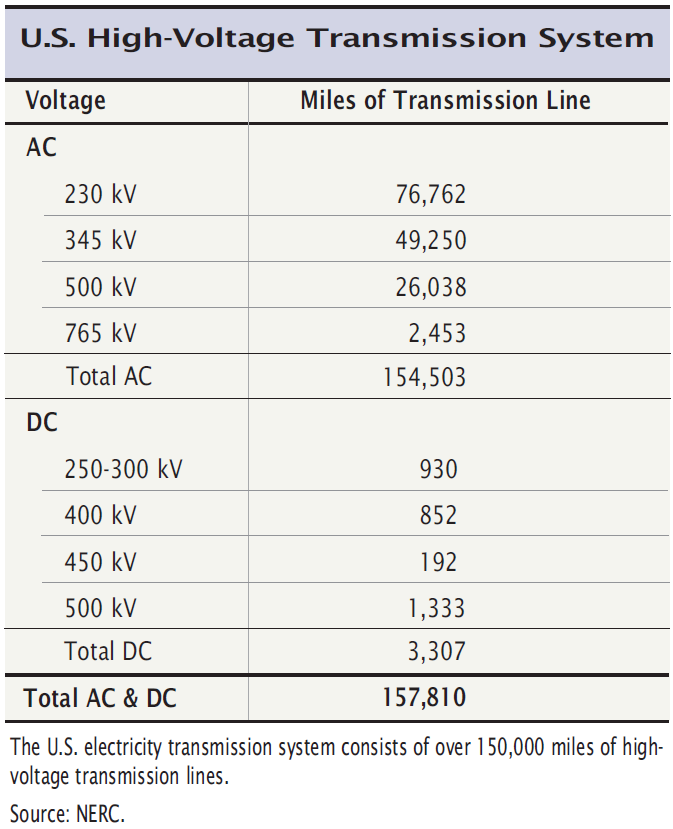 U.S. High-Voltage Transmission System
Voltage Miles of Transmission Line
AC
230 kV 76,762
345 kV 49,250
500 kV 26,038
765 kV 2,453
Total AC 154,503
DC
250-300 kV 930
400 kV 852
450 kV 192
500 kV 1,333
Total DC 3,307
Total AC & DC 157,810
The U.S. electricity transmission system consists of over 150,000 miles of high-
voltage transmission lines.
Source: NERC.